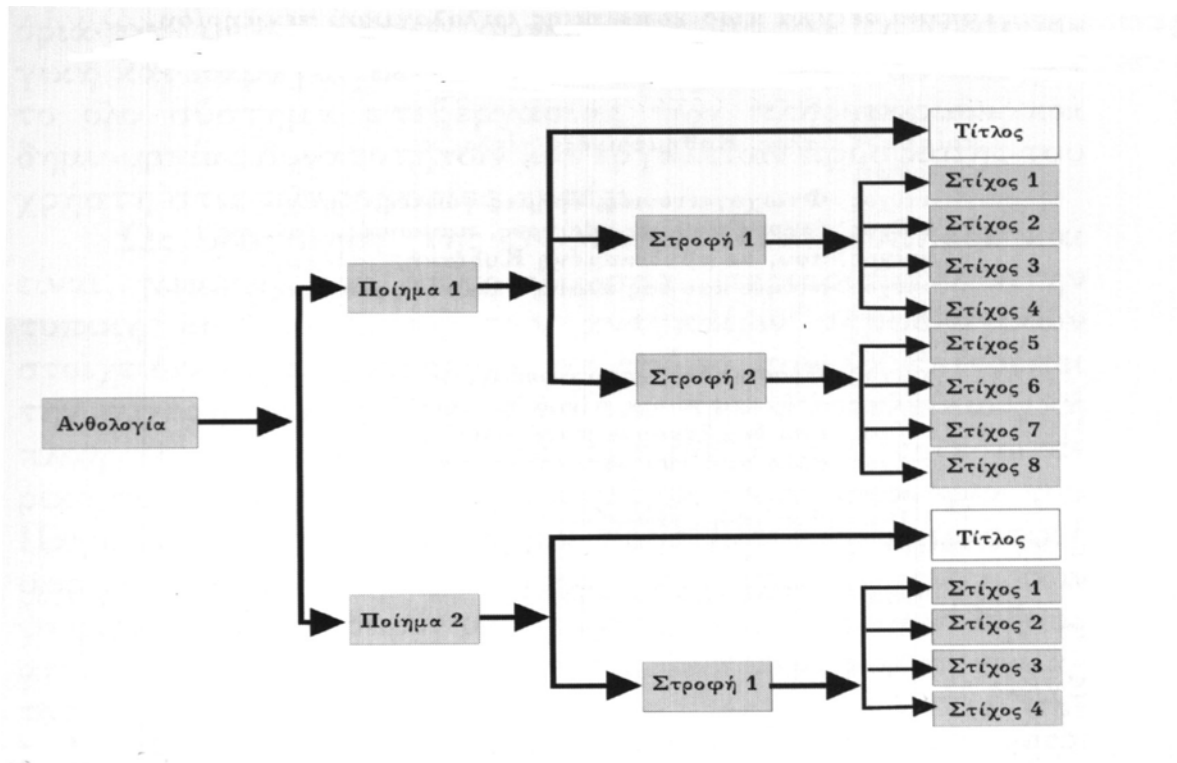 Τίτλος
Στίχος 1
Στίχος 2
Στροφή 1
Στίχος 3
Ποίημα 1
Στίχος 4
Στίχος 5
Στροφή 2
Στίχος 6
Ανθολογία
Στίχος 7
Στίχος 8
Τίτλος
Στίχος 1
Ποίημα 2
Στίχος 2
Στίχος 3
Στροφή 1
Στίχος 4